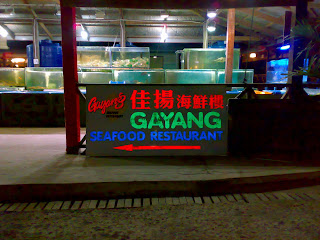 Gayang 佳揚海鮮樓
GAYANG
SEAFOOD RESTAURANT